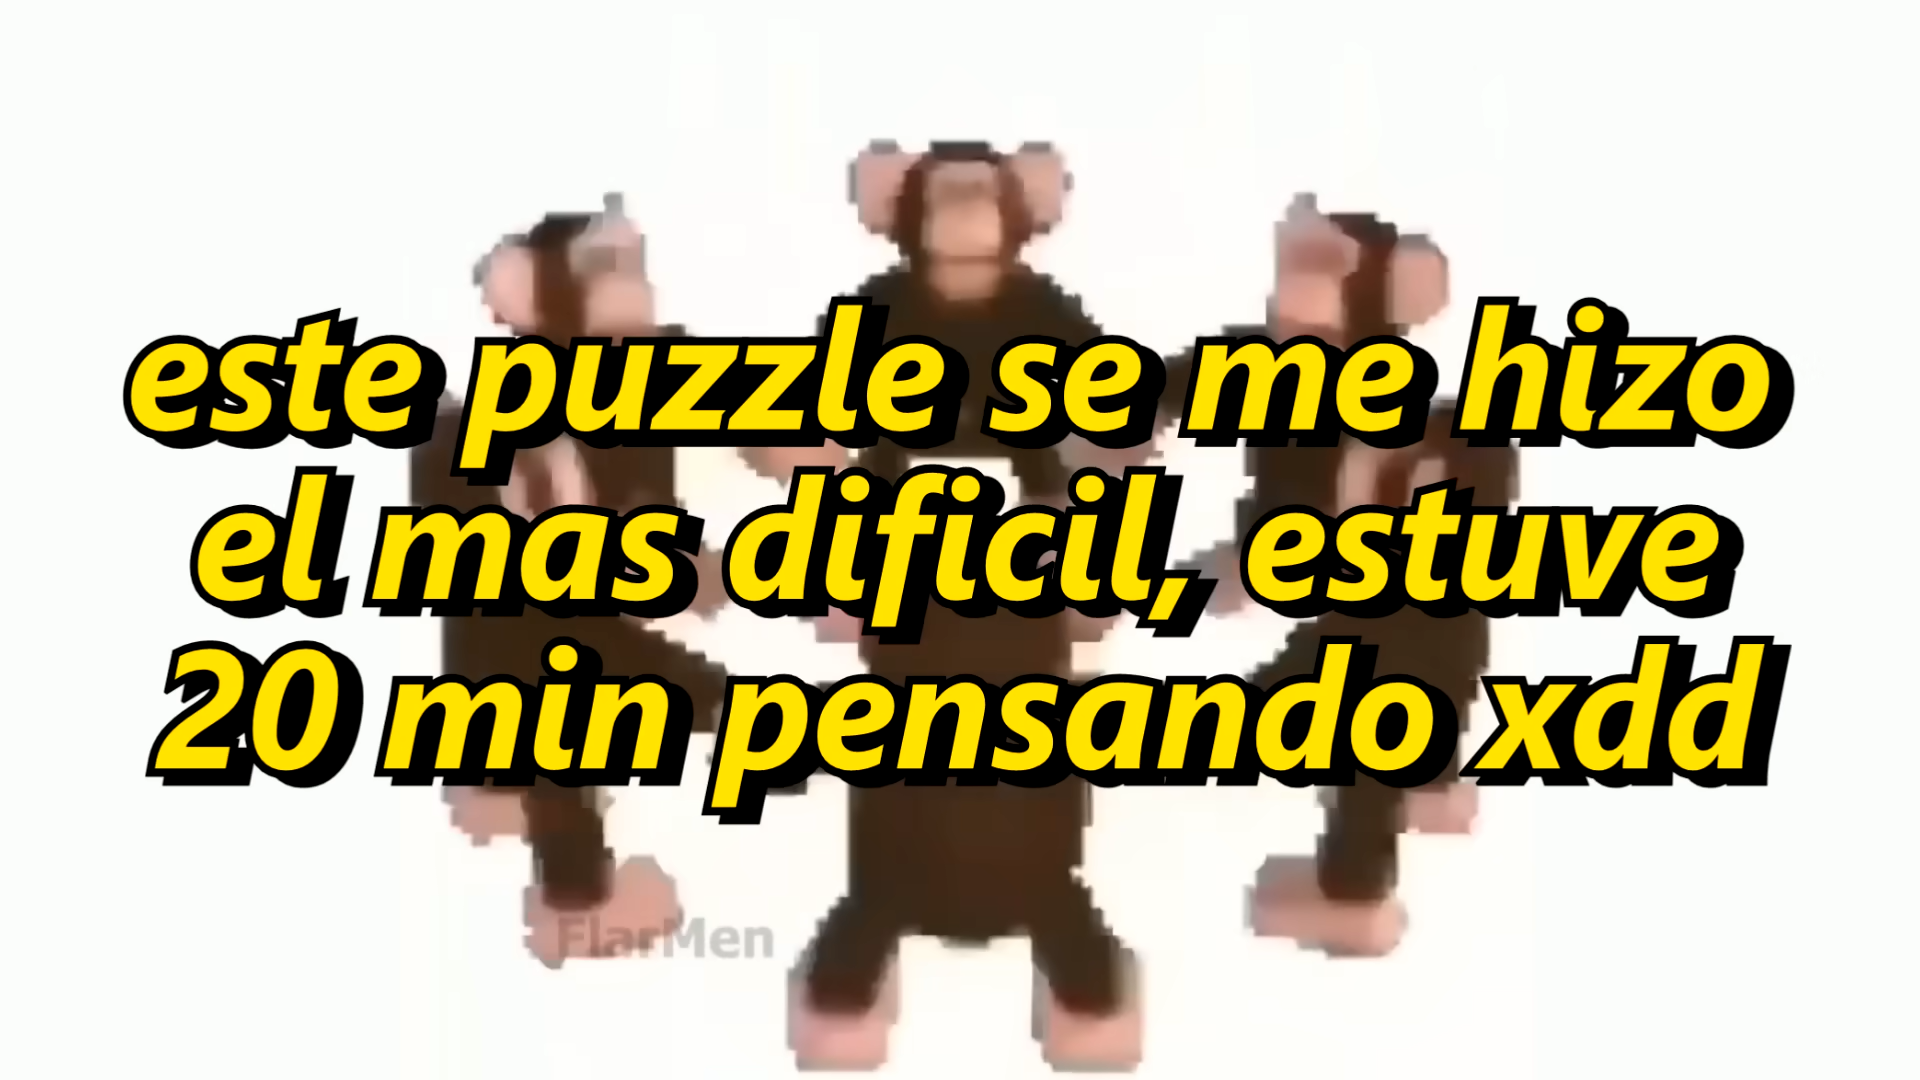 este puzzle se me hizo
el mas dificil, estuve
20 min pensando xdd
FlarMen